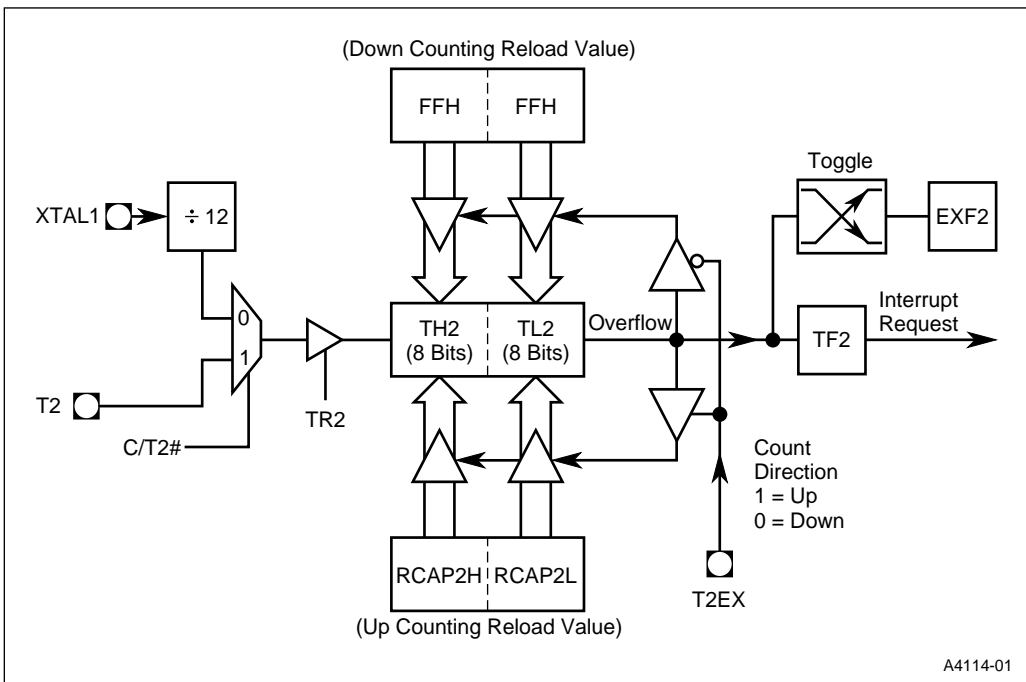 (Down Counting Reload Value)
FFH FFH
Toggle
XTAL1
÷ 12
EXF2
0
TH2
(8 Bits)
TL2
(8 Bits)
Overflow
Interrupt
Request
TF2
1
T2
TR2
C/T2#
Count
Direction
1 = Up
0 = Down
RCAP2H RCAP2L
T2EX
(Up Counting Reload Value)
A4114-01